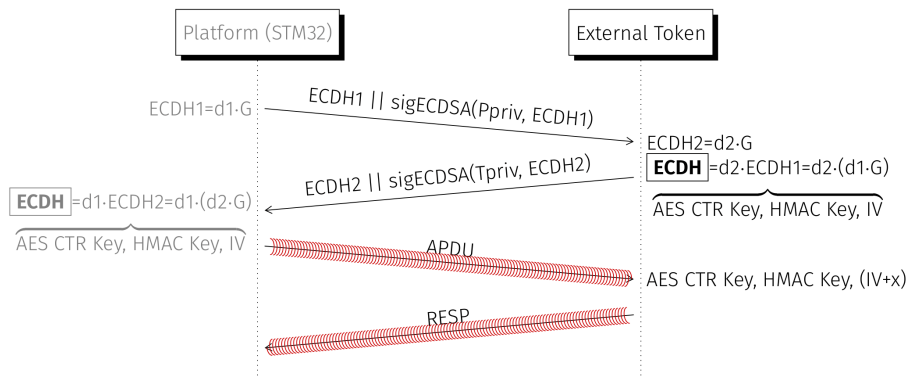 Platform (STM32)
External Token
ECDH1=d1·G
ECDH1 || sigECDSA(Ppriv, ECDH1)
ECDH2=d2·G
ECDH=d2·ECDH1=d2·(d1·G)
AES CTR Key, HMAC Key, IV
ECDH2 || sigECDSA(Tpriv, ECDH2)
ECDH=d1·ECDH2=d1·(d2·G)
AES CTR Key, HMAC Key, IV
APDU
AES CTR Key, HMAC Key, (IV+x)
RESP